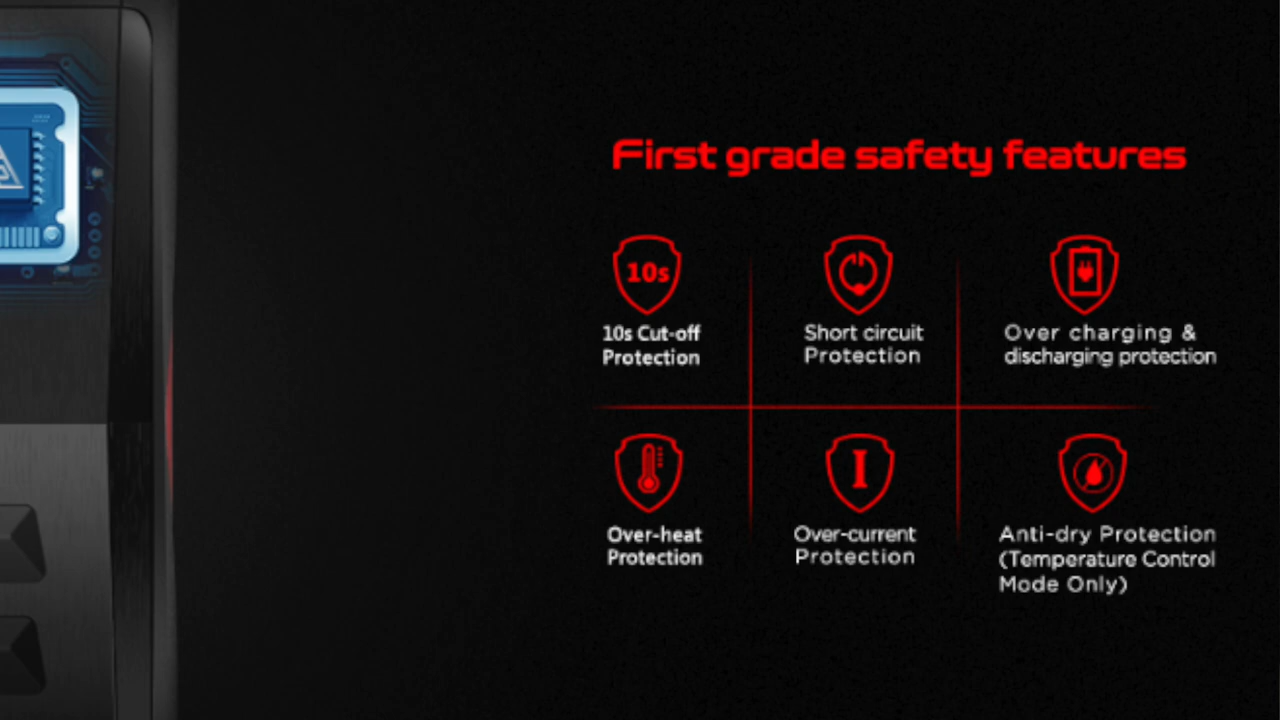 First grade safety features
10s
10s Cut-off
Protection
Short circuit
Protection
Over charging &
discharging protection
Over-heat
Protection
I
Over-current
Protection
Anti-dry Protection
(Temperature Control
Mode Only)